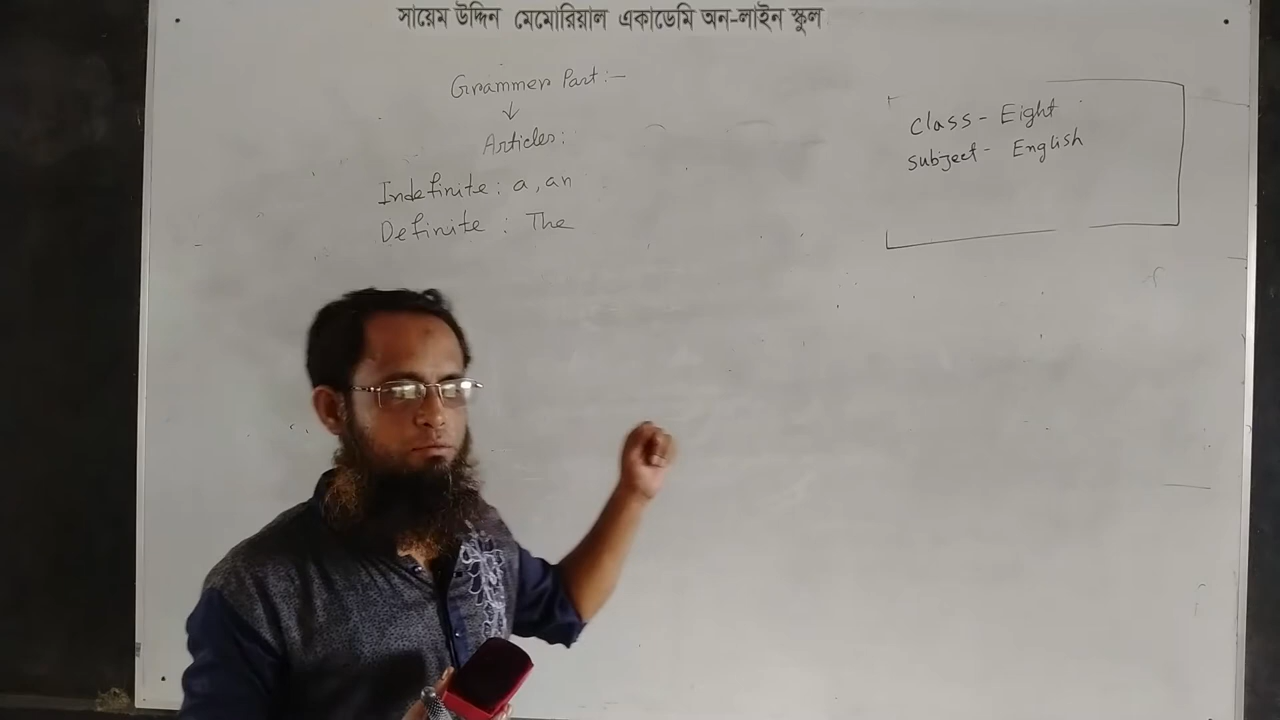 সায়েম উদ্দিন মেমোরিয়াল একাডেমি অন-লাইন স্কুল
Grammer Part:-
↓
Articles:
Indefinite: a, an
Definite : The
Class- Eight
subject- English